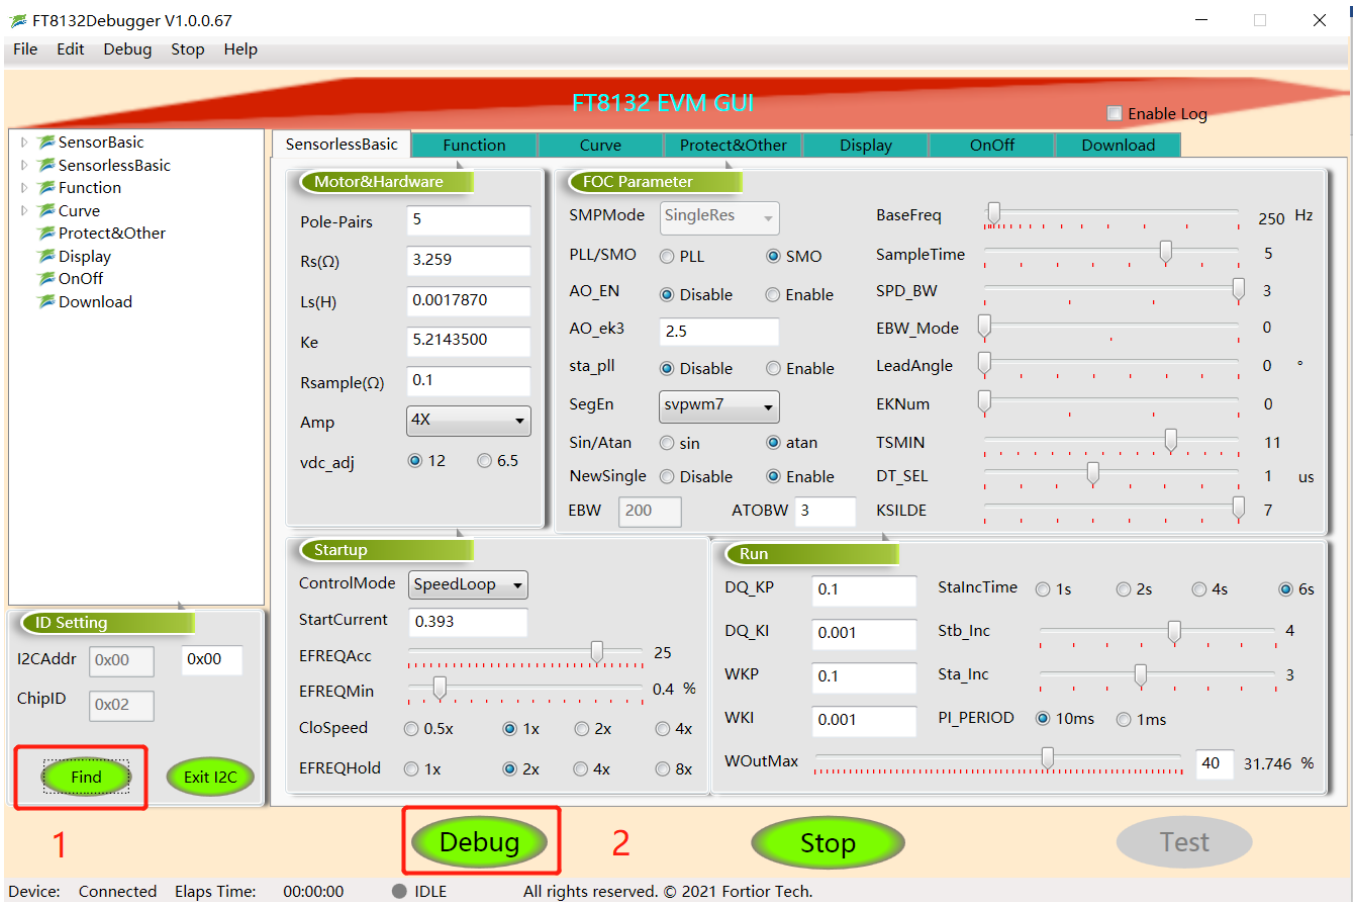 FT8132Debugger V1.0.0.67
File Edit Debug Stop Help
FT8132 EVM GUI
Enable Log
SensorBasic
SensorlessBasic
Function
Curve
Protect&Other
Display
OnOff
Download
SensorlessBasic Function Curve Protect&Other Display OnOff Download
Motor&Hardware
Pole-Pairs 5
Rs(Ω) 3.259
Ls(H) 0.0017870
Ke 5.2143500
Rsample(Ω) 0.1
Amp 4X
vdc_adj 12 6.5
FOC Parameter
SMPMode SingleRes
PLL/SMO PLL SMO
AO_EN Disable Enable
AO_ek3 2.5
sta_pll Disable Enable
SegEn svpwm7
Sin/Atan sin atan
NewSingle Disable Enable
EBW 200 ATOBW 3
BaseFreq 250 Hz
SampleTime 5
SPD_BW 3
EBW_Mode 0
LeadAngle 0 °
EKNum 0
TSMIN 11
DT_SEL 1 us
KSILDE 7
Startup
ControlMode SpeedLoop
StartCurrent 0.393
EFREQAcc 25
EFREQMin 0.4 %
CloSpeed 0.5x 1x 2x 4x
EFREQHold 1x 2x 4x 8x
Run
DQ_KP 0.1
DQ_KI 0.001
WKP 0.1
WKI 0.001
WOutMax 40 31.746 %
StaIncTime 1s 2s 4s 6s
Stb_Inc 4
Sta_Inc 3
PI_PERIOD 10ms 1ms
ID Setting
I2CAddr 0x00 0x00
ChipID 0x02
Find Exit I2C
1
Debug
2
Stop
Test
Device: Connected Elaps Time: 00:00:00 IDLE All rights reserved. © 2021 Fortior Tech.